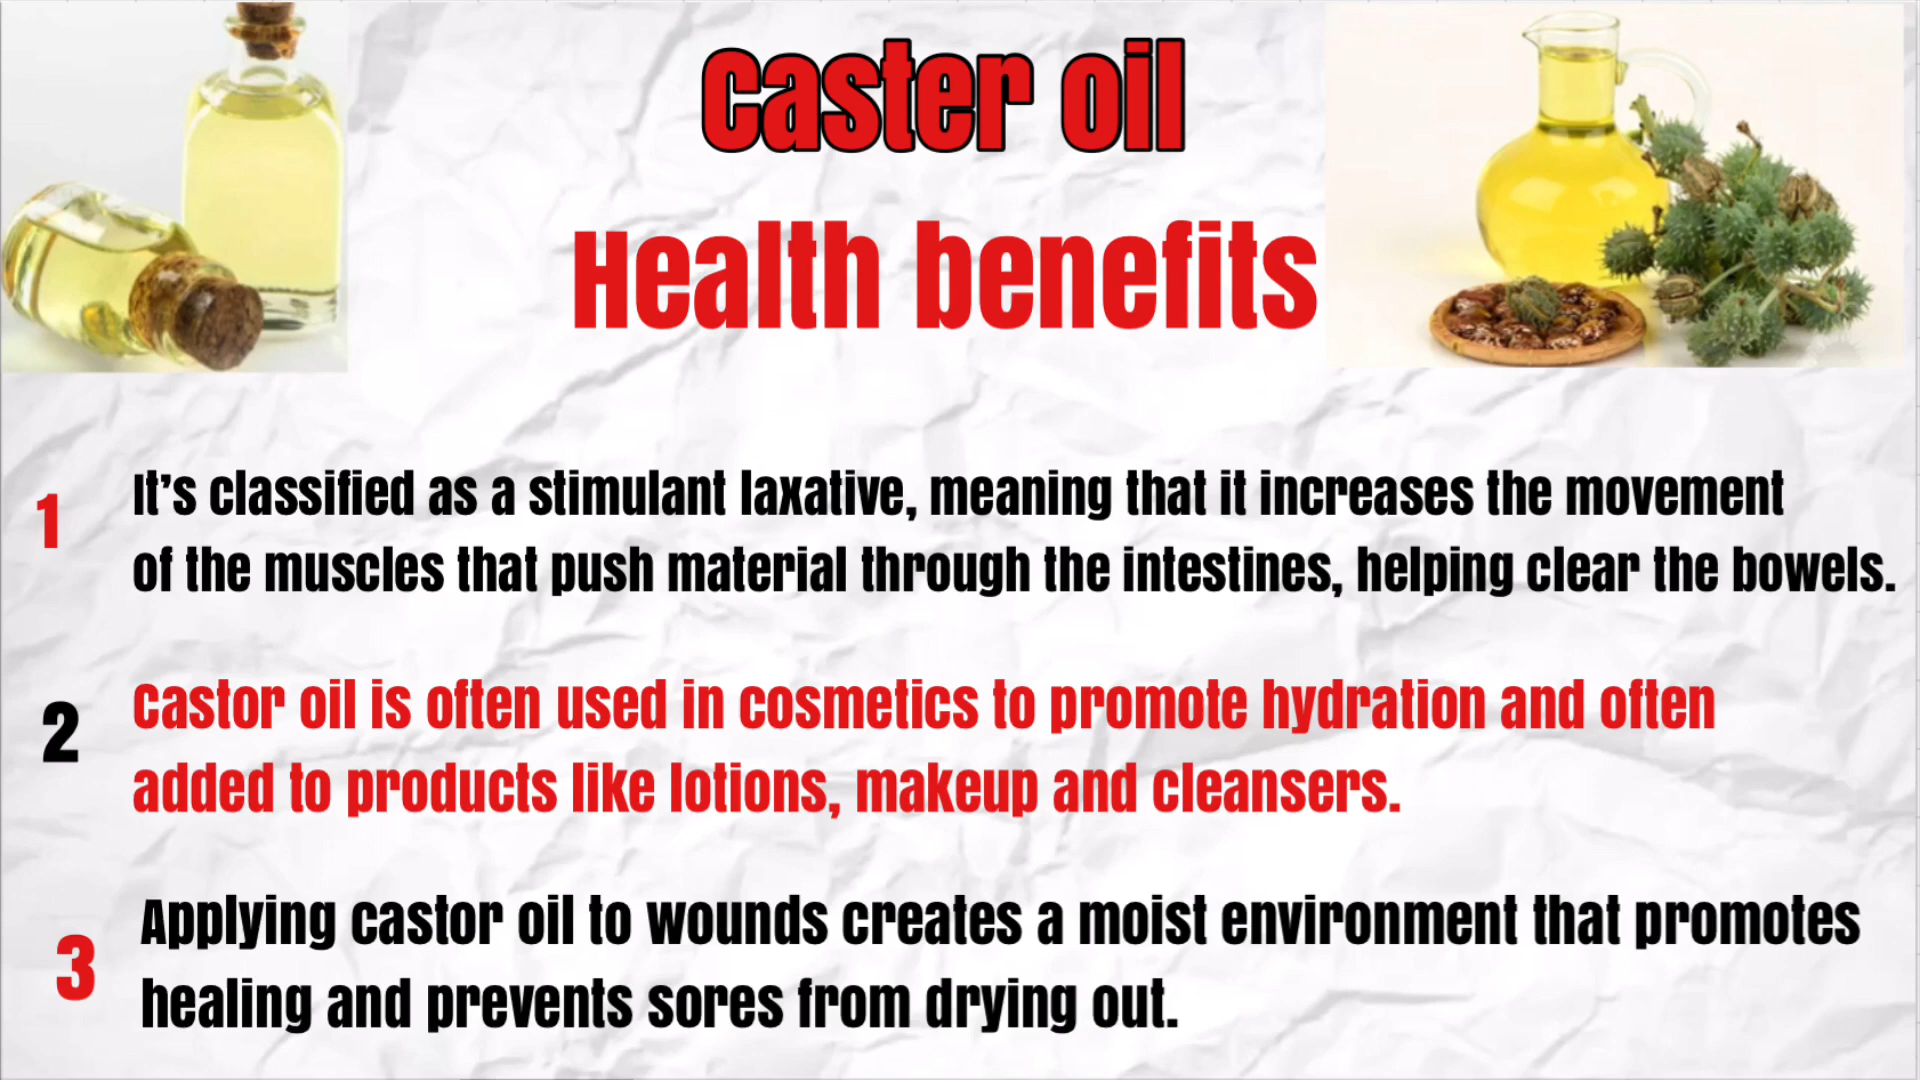 Caster oil
Health benefits
1
It's classified as a stimulant laxative, meaning that it increases the movement
of the muscles that push material through the intestines, helping clear the bowels.
2
Castor oil is often used in cosmetics to promote hydration and often
added to products like lotions, makeup and cleansers.
3
Applying castor oil to wounds creates a moist environment that promotes
healing and prevents sores from drying out.